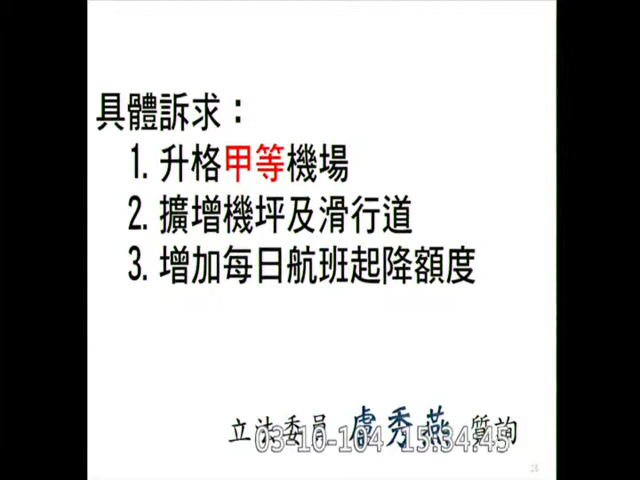 具體訴求：
1. 升格甲等機場
2. 擴增機坪及滑行道
3. 增加每日航班起降額度
立法委員 盧秀燕 質詢
03-10-104 15:34:45
28